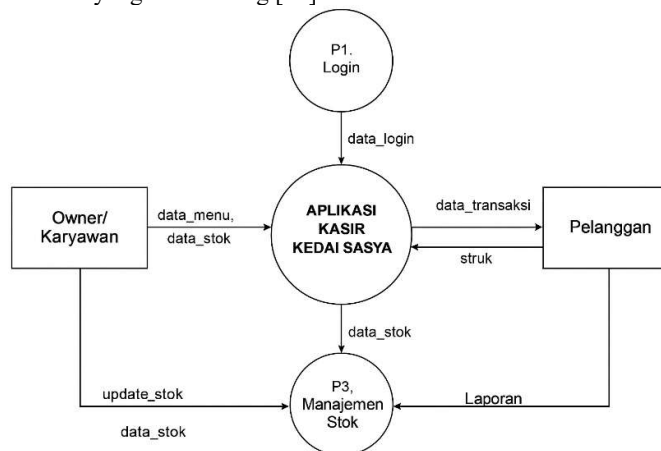 P1.
Login
data_login
Owner/
Karyawan
data_menu,
data_stok
APLIKASI
KASIR
KEDAI SASYA
data_transaksi
struk
Pelanggan
data_stok
update_stok
data_stok
P3,
Manajemen
Stok
Laporan